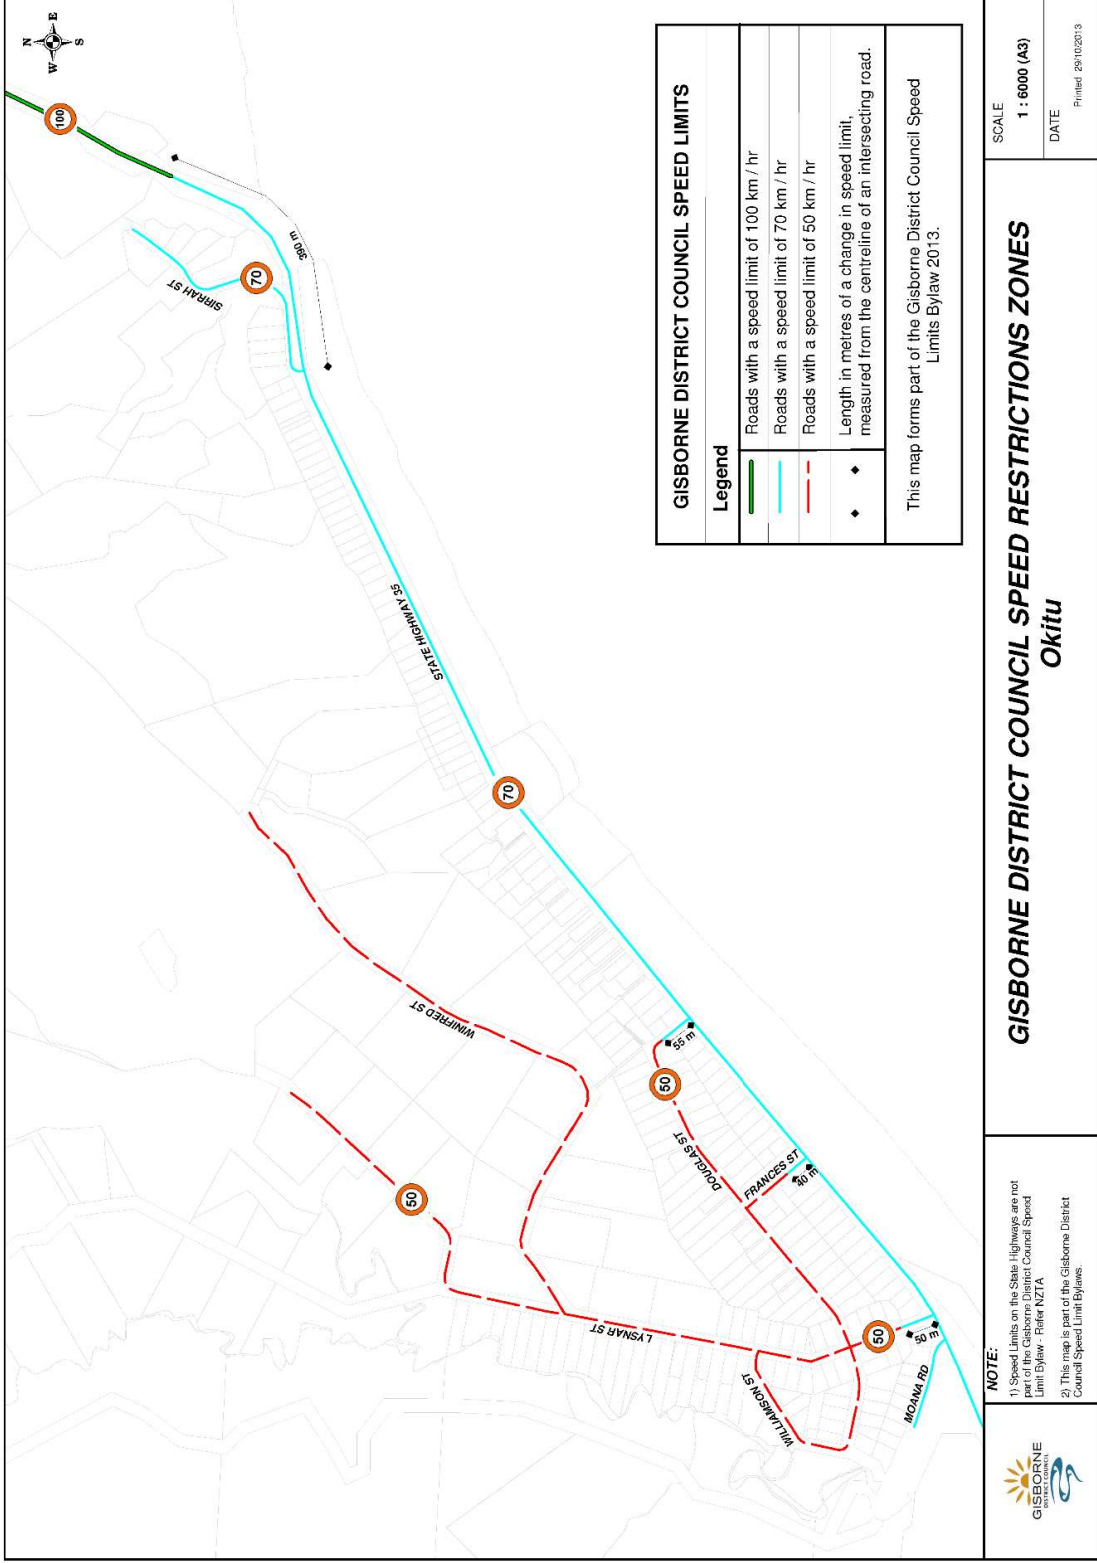 N
E
S
W
100
390 m
SIRRAH ST
70
STATE HIGHWAY 35
70
WINIFRED ST
50
55 m
50
DOUGLAS ST
FRANCES ST
40 m
LYSNAR ST
50
50 m
WILLIAMSON ST
MOANA RD
GISBORNE DISTRICT COUNCIL SPEED LIMITS
Legend
Roads with a speed limit of 100 km / hr
Roads with a speed limit of 70 km / hr
Roads with a speed limit of 50 km / hr
Length in metres of a change in speed limit,
measured from the centreline of an intersecting road.
This map forms part of the Gisborne District Council Speed
Limits Bylaw 2013.
GISBORNE
DISTRICT COUNCIL
NOTE:
1) Speed Limits on the State Highways are not
part of the Gisborne District Council Speed
Limit Bylaw - Refer NZTA
2) This map is part of the Gisborne District
Council Speed Limit Bylaws.
GISBORNE DISTRICT COUNCIL SPEED RESTRICTIONS ZONES
Okitu
SCALE
1 : 6000 (A3)
DATE
Printed 29/10/2013